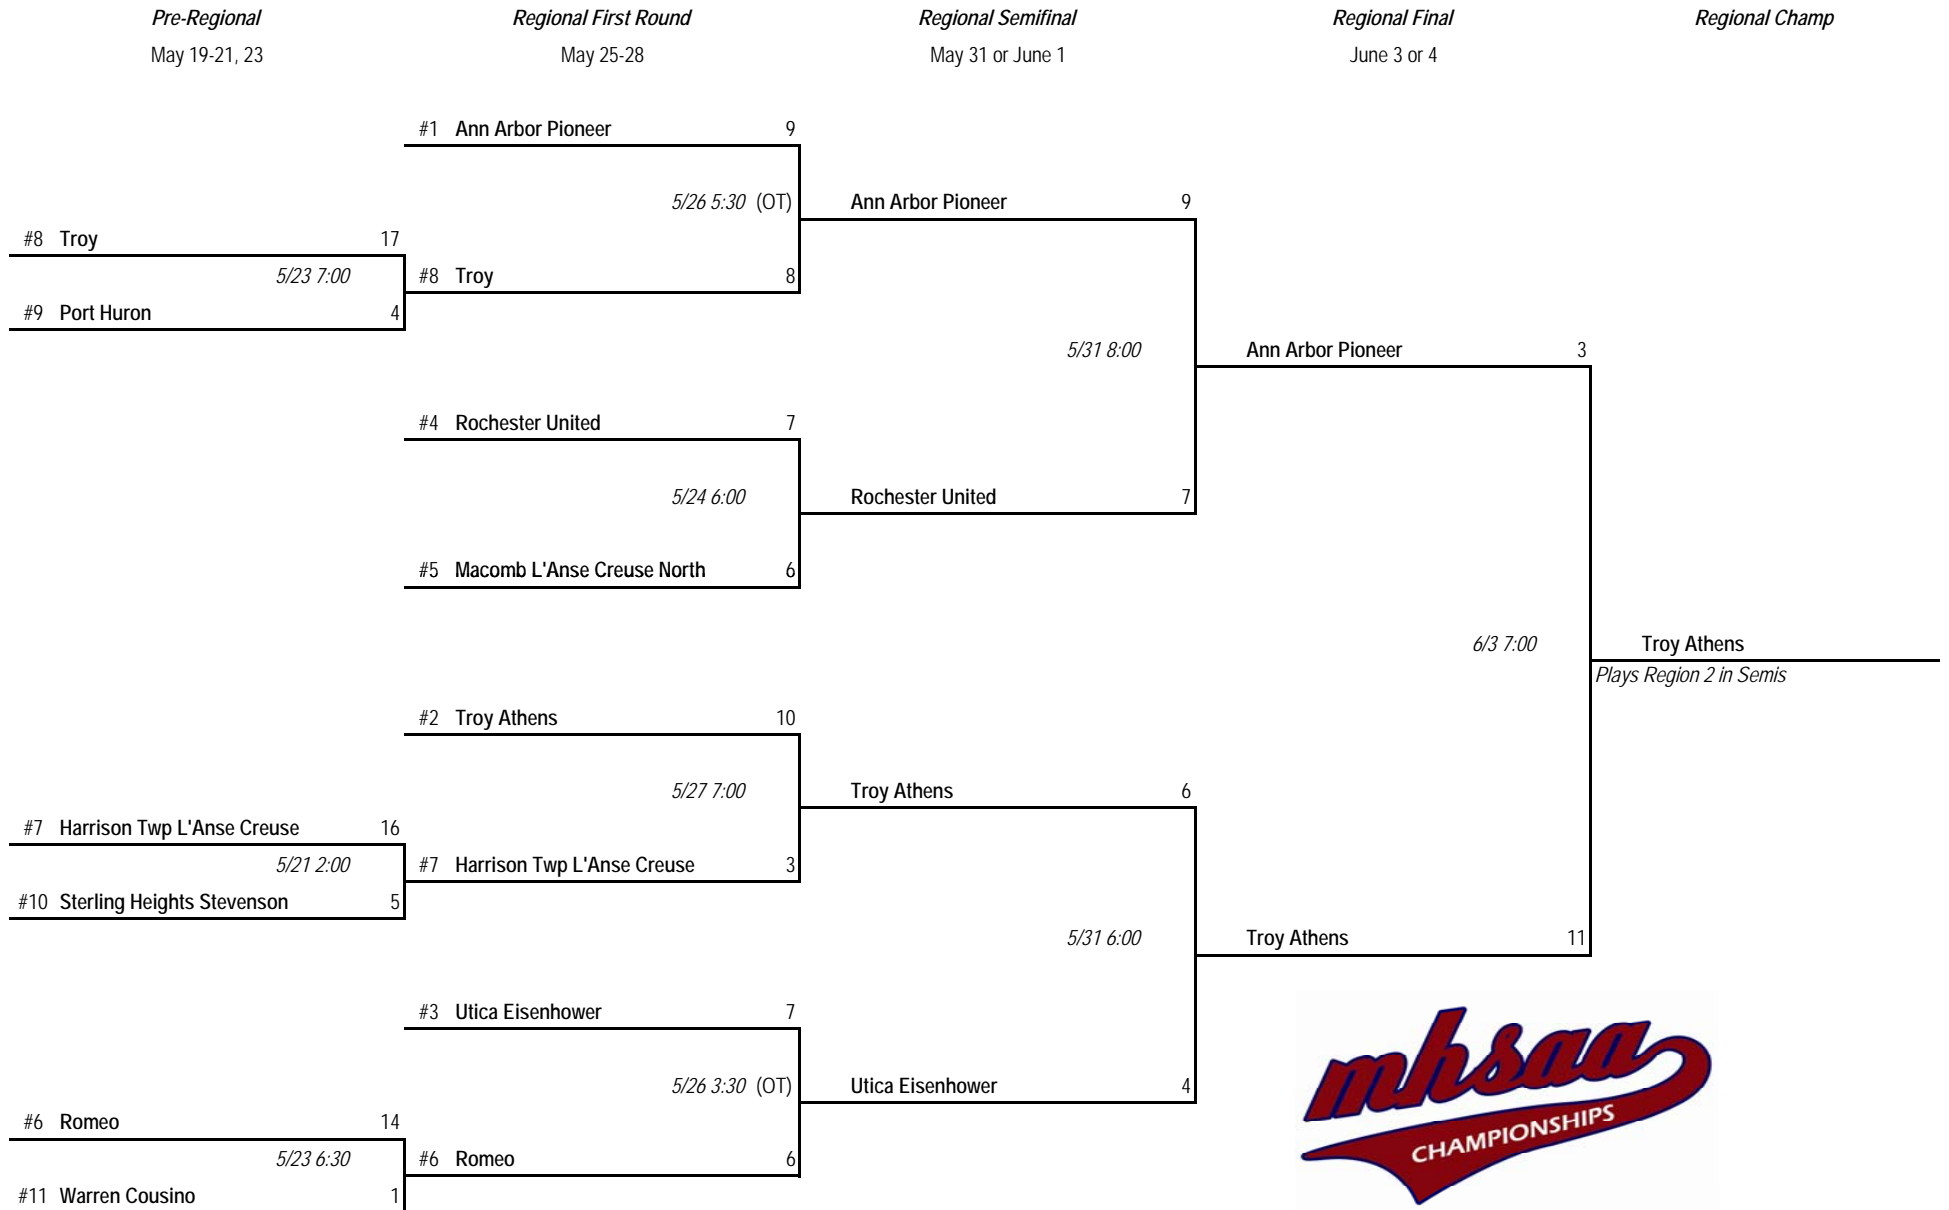 Pre-Regional Regional First Round Regional Semifinal Regional Final Regional Champ
May 19-21, 23 May 25-28 May 31 or June 1 June 3 or 4
#1 Ann Arbor Pioneer 9
5/26 5:30 (OT) Ann Arbor Pioneer 9
#8 Troy 17
5/23 7:00 #8 Troy 8
#9 Port Huron 4
5/31 8:00 Ann Arbor Pioneer 3
#4 Rochester United 7
5/24 6:00 Rochester United 7
#5 Macomb L'Anse Creuse North 6
6/3 7:00 Troy Athens
Plays Region 2 in Semis
#2 Troy Athens 10
5/27 7:00 Troy Athens 6
#7 Harrison Twp L'Anse Creuse 16
5/21 2:00 #7 Harrison Twp L'Anse Creuse 3
#10 Sterling Heights Stevenson 5
5/31 6:00 Troy Athens 11
#3 Utica Eisenhower 7
5/26 3:30 (OT) Utica Eisenhower 4
#6 Romeo 14
5/23 6:30 #6 Romeo 6
#11 Warren Cousino 1
mhsaa
CHAMPIONSHIPS